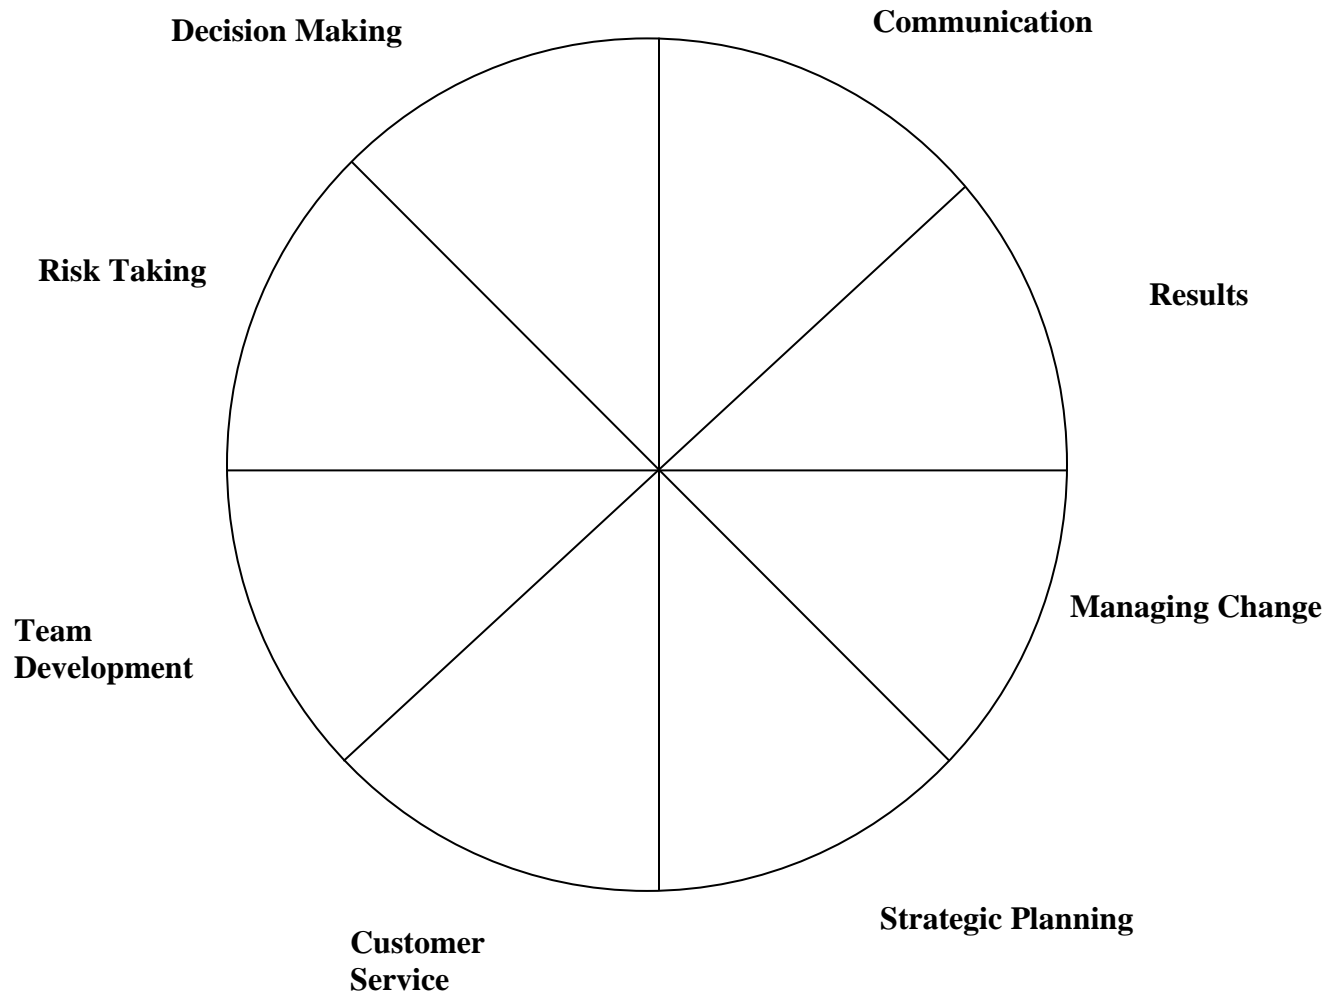 Decision Making
Communication
Risk Taking
Results
Managing Change
Team
Development
Strategic Planning
Customer
Service